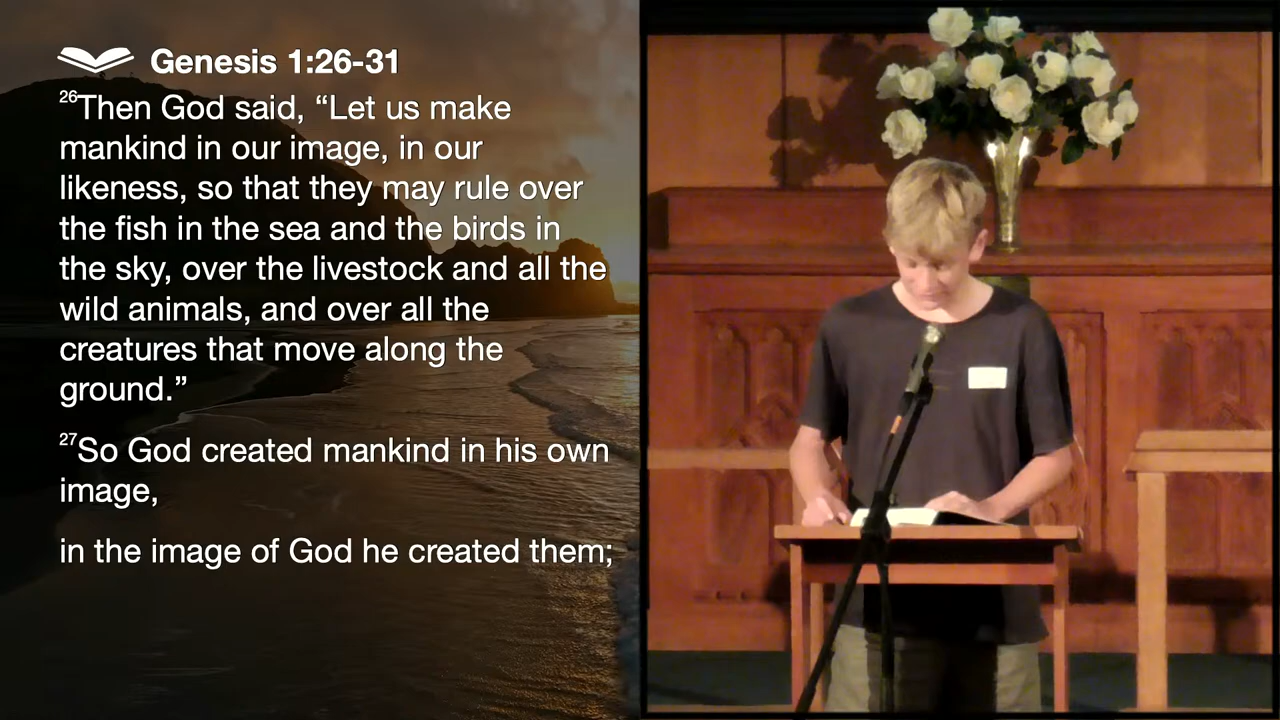 Genesis 1:26-31
26Then God said, “Let us make
mankind in our image, in our
likeness, so that they may rule over
the fish in the sea and the birds in
the sky, over the livestock and all the
wild animals, and over all the
creatures that move along the
ground.”
27So God created mankind in his own
image,
in the image of God he created them;